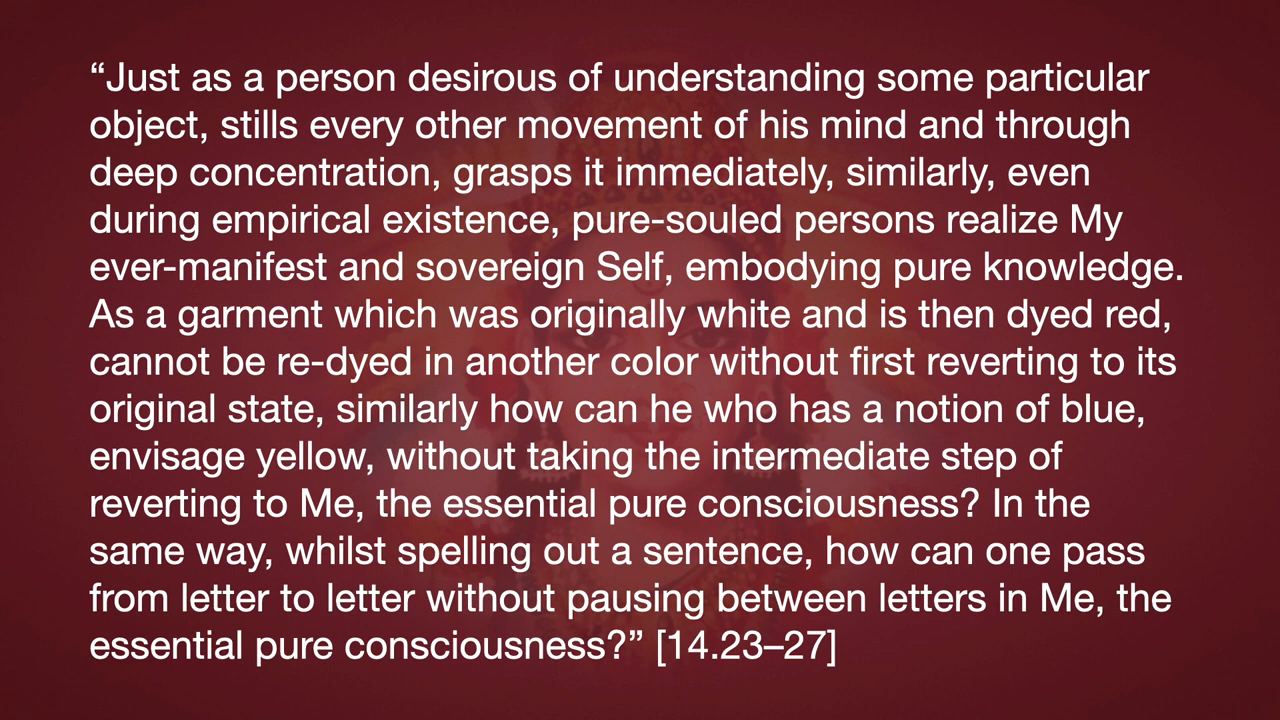 “Just as a person desirous of understanding some particular
object, stills every other movement of his mind and through
deep concentration, grasps it immediately, similarly, even
during empirical existence, pure-souled persons realize My
ever-manifest and sovereign Self, embodying pure knowledge.
As a garment which was originally white and is then dyed red,
cannot be re-dyed in another color without first reverting to its
original state, similarly how can he who has a notion of blue,
envisage yellow, without taking the intermediate step of
reverting to Me, the essential pure consciousness? In the
same way, whilst spelling out a sentence, how can one pass
from letter to letter without pausing between letters in Me, the
essential pure consciousness?” [14.23–27]